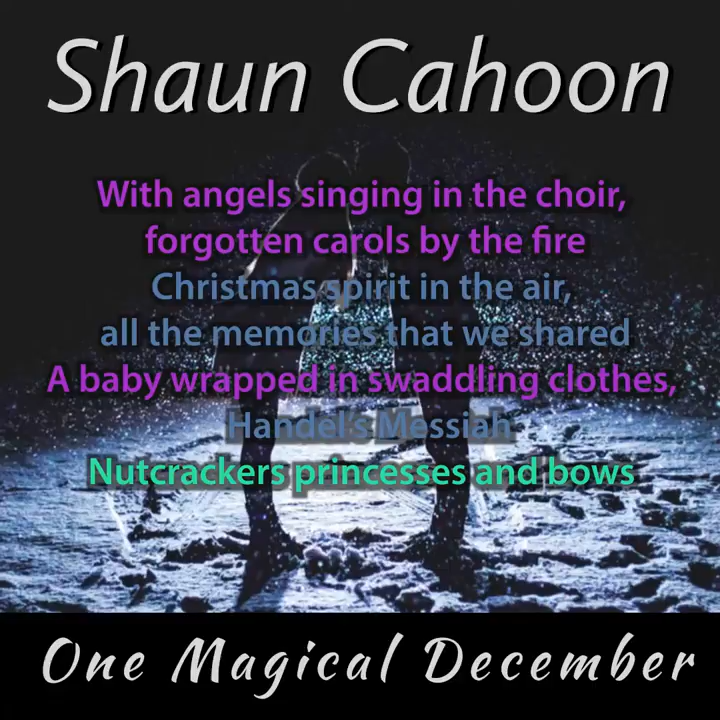 Shaun Cahoon
With angels singing in the choir,
forgotten carols by the fire
Christmas spirit in the air,
all the memories that we shared
A baby wrapped in swaddling clothes,
Handel's Messiah
Nutcrackers princesses and bows
One Magical December